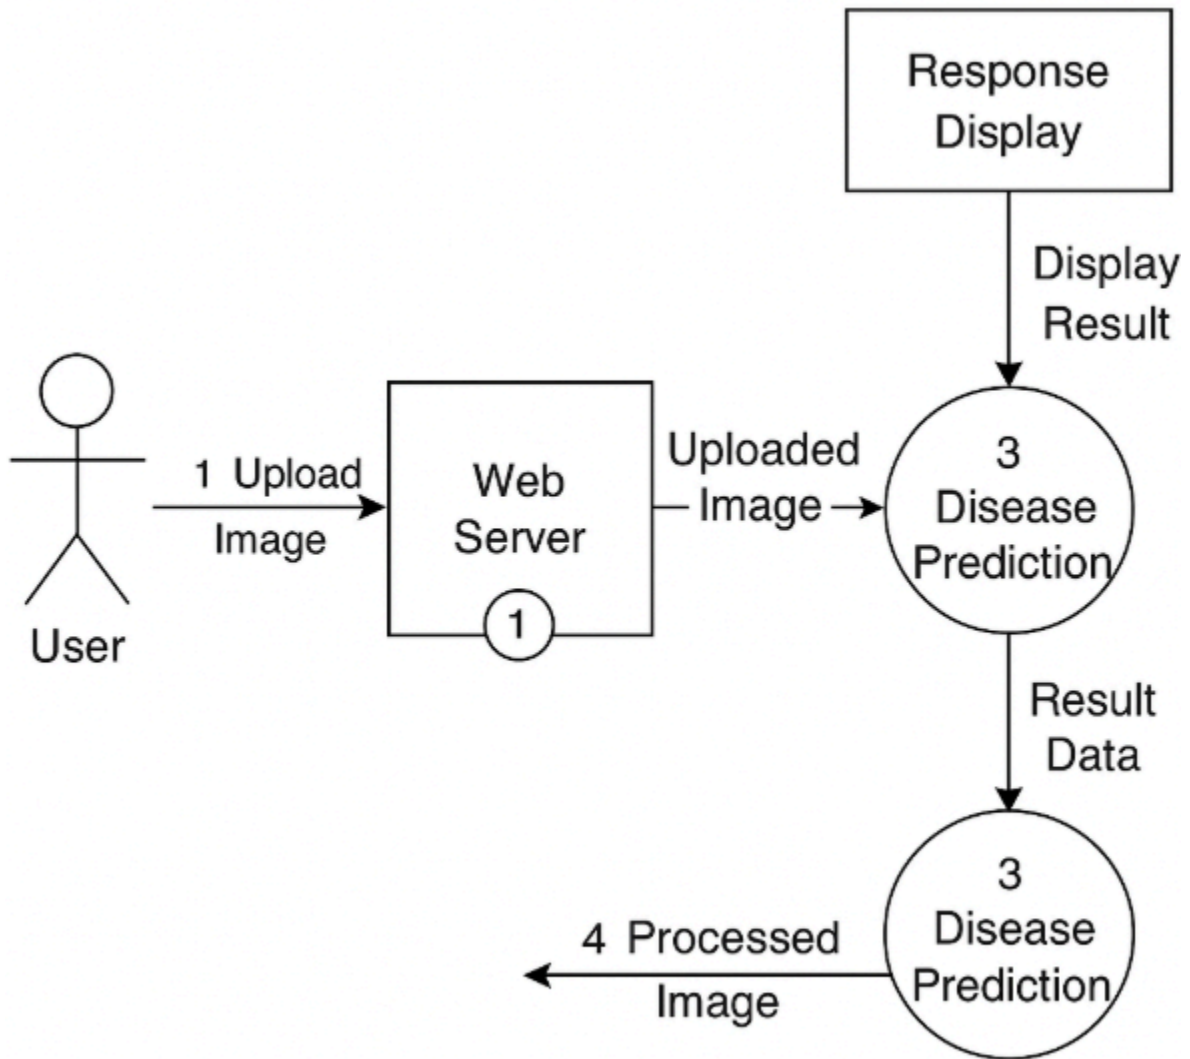 Response
Display
Display
Result
1 Upload
Image
User
Web
Server
1
Uploaded
Image
3
Disease
Prediction
Result
Data
3
Disease
Prediction
4 Processed
Image